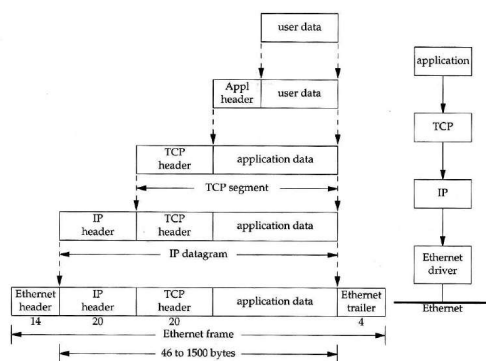 user data
application
Appl
header
user data
TCP
TCP
header
application data
TCP segment
IP
IP
header
TCP
header
application data
IP datagram
Ethernet
driver
Ethernet
header
IP
header
TCP
header
application data
Ethernet
trailer
Ethernet
14
20
20
4
Ethernet frame
46 to 1500 bytes